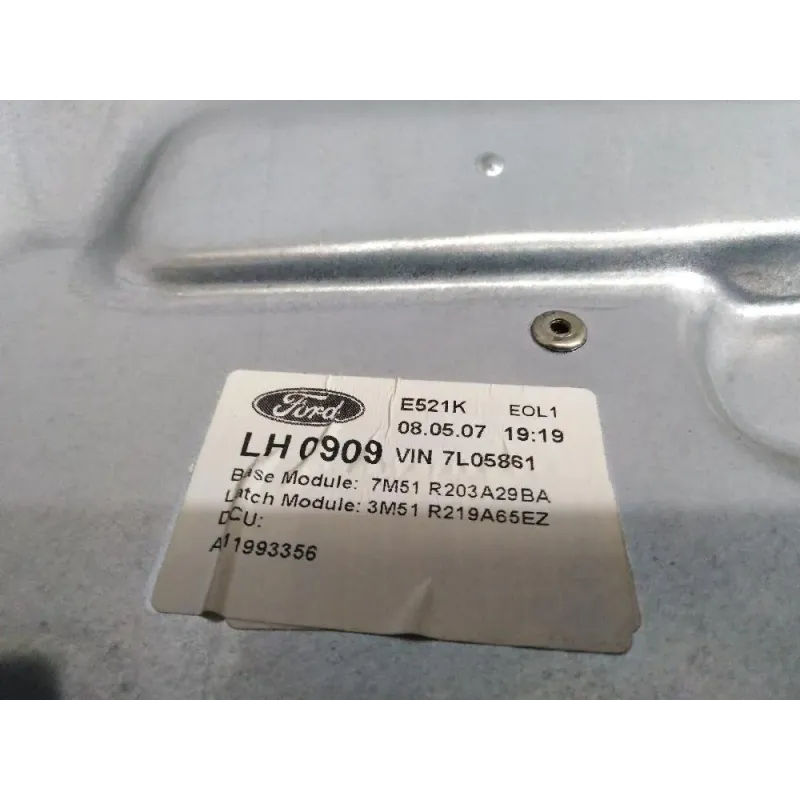 Ford
E521K EOL1
08.05.07 19:19
LH 0909 VIN 7L05861
Base Module: 7M51 R203A29BA
Latch Module: 3M51 R219A65EZ
DCU:
A11993356